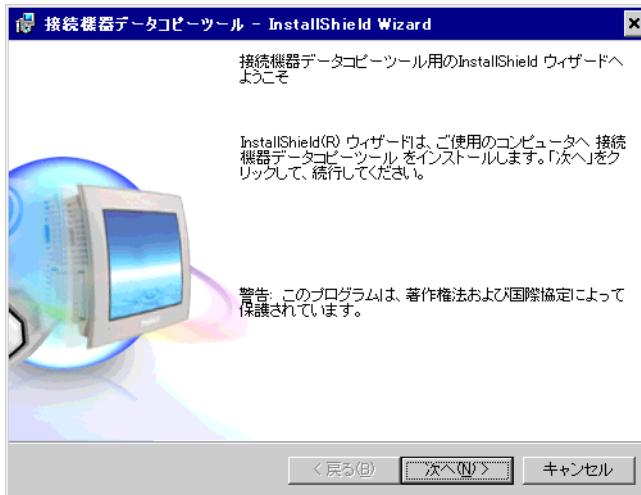 接続機器データコピーツール - InstallShield Wizard
接続機器データコピーツール用のInstallShield ウィザードへ
ようこそ
InstallShield(R) ウィザードは、ご使用のコンピュータへ 接続
機器データコピーツール をインストールします。「次へ」をク
リックして、続行してください。
警告: このプログラムは、著作権法および国際協定によって
保護されています。
< 戻る(B)
次へ(N) >
キャンセル